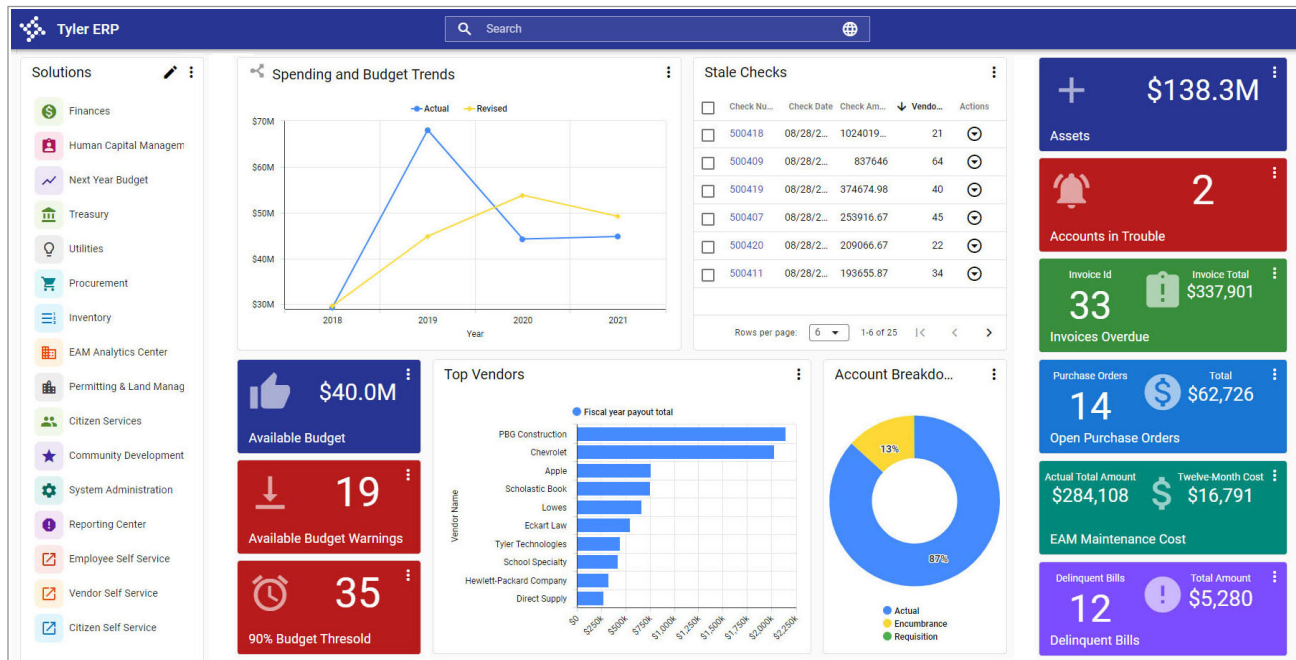 Tyler ERP
Search
Solutions
Finances
Human Capital Managem
Next Year Budget
Treasury
Utilities
Procurement
Inventory
EAM Analytics Center
Permitting & Land Manag
Citizen Services
Community Development
System Administration
Reporting Center
Employee Self Service
Vendor Self Service
Citizen Self Service
Spending and Budget Trends
Actual Revised
$70M
$60M
$50M
$40M
$30M
2018 2019 2020 2021
Year
Stale Checks
Check Nu... Check Date Check Am... Vendo... Actions
500418 08/28/2... 1024019... 21
500409 08/28/2... 837646 64
500419 08/28/2... 374674.98 40
500407 08/28/2... 253916.67 45
500420 08/28/2... 209066.67 22
500411 08/28/2... 193655.87 34
Rows per page: 6 1-6 of 25
$40.0M
Available Budget
19
Available Budget Warnings
35
90% Budget Thresold
Top Vendors
Fiscal year payout total
Vendor Name
PBG Construction
Chevrolet
Apple
Scholastic Book
Lowes
Eckart Law
Tyler Technologies
School Specialty
Hewlett-Packard Company
Direct Supply
$0 $250k $500k $750k $1,000k $1,250k $1,500k $1,750k $2,000k $2,250k
Account Breakdo...
13%
87%
Actual
Encumbrance
Requisition
$138.3M
Assets
2
Accounts in Trouble
Invoice Id Invoice Total
33 $337,901
Invoices Overdue
Purchase Orders Total
14 $62,726
Open Purchase Orders
Actual Total Amount Twelve-Month Cost
$284,108 $16,791
EAM Maintenance Cost
Delinquent Bills Total Amount
12 $5,280
Delinquent Bills